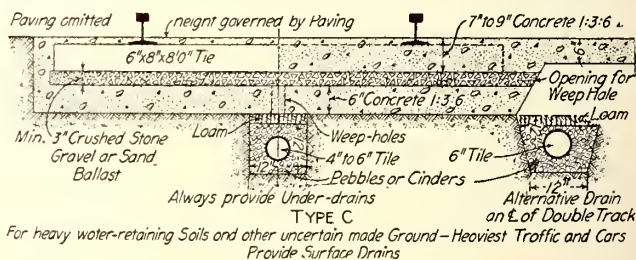 Paving omitted
neight governed by Paving
7" to 9" Concrete 1:3:6
6"x8"x8'0" Tie
9"
Opening for
Weep Hole
6" Concrete 1:3:6
Loam
Loam
Min. 3" Crushed Stone
Gravel or Sand
Ballast
Weep-holes
4" to 6" Tile
6" Tile
12"
12"
Pebbles or Cinders
12"
Always provide Under-drains
Alternative Drain
on ℄ of Double Track
TYPE C
For heavy water-retaining Soils and other uncertain made Ground – Heaviest Traffic and Cars
Provide Surface Drains